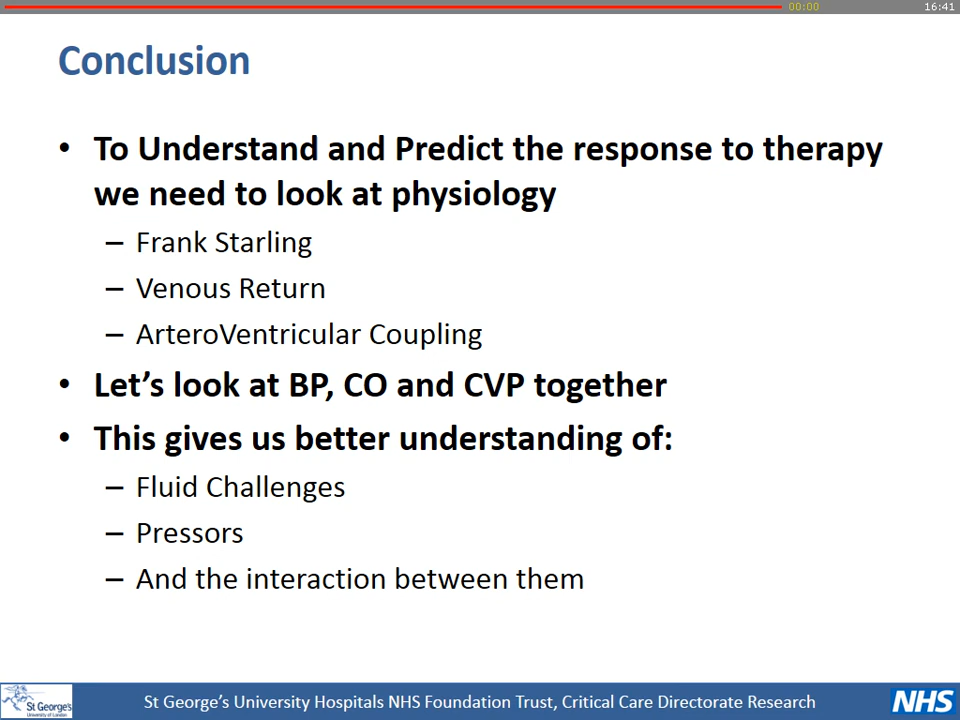 00:00 16:41
Conclusion
• To Understand and Predict the response to therapy
we need to look at physiology
– Frank Starling
– Venous Return
– ArteroVentricular Coupling
• Let's look at BP, CO and CVP together
• This gives us better understanding of:
– Fluid Challenges
– Pressors
– And the interaction between them
St George's
University of London
St George's University Hospitals NHS Foundation Trust, Critical Care Directorate Research
NHS